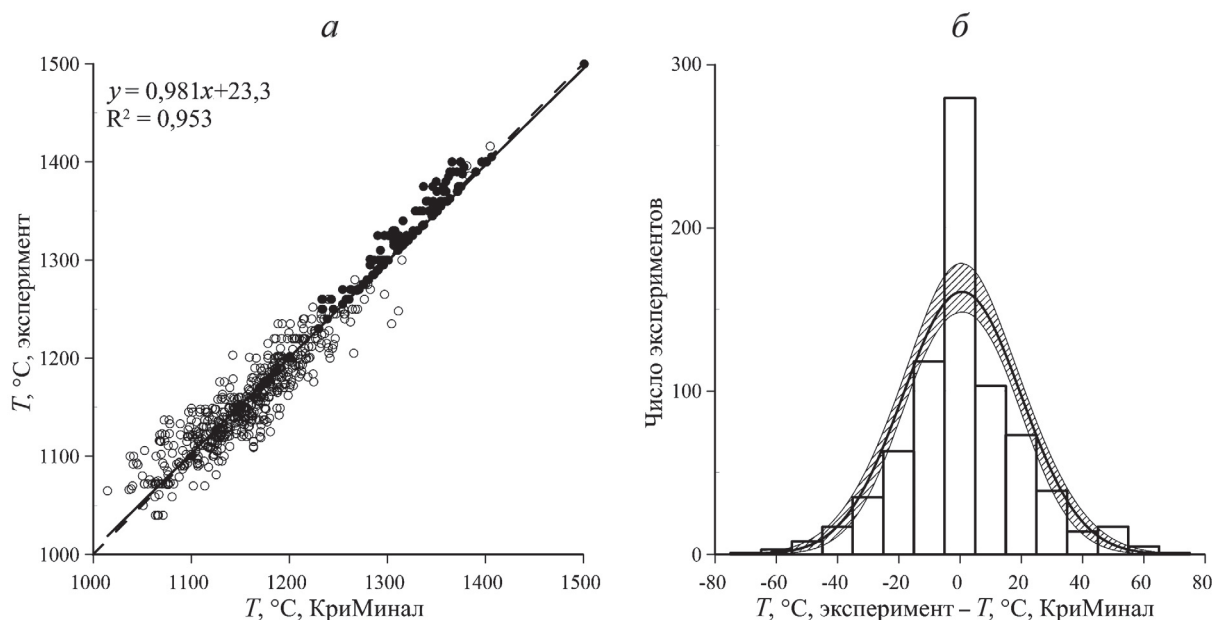 а
T, °C, эксперимент
1500
1400
1300
1200
1100
1000
y = 0,981x+23,3
R² = 0,953
1000 1100 1200 1300 1400 1500
T, °C, КриМинал
б
Число экспериментов
300
200
100
0
-80 -60 -40 -20 0 20 40 60 80
T, °C, эксперимент – T, °C, КриМинал